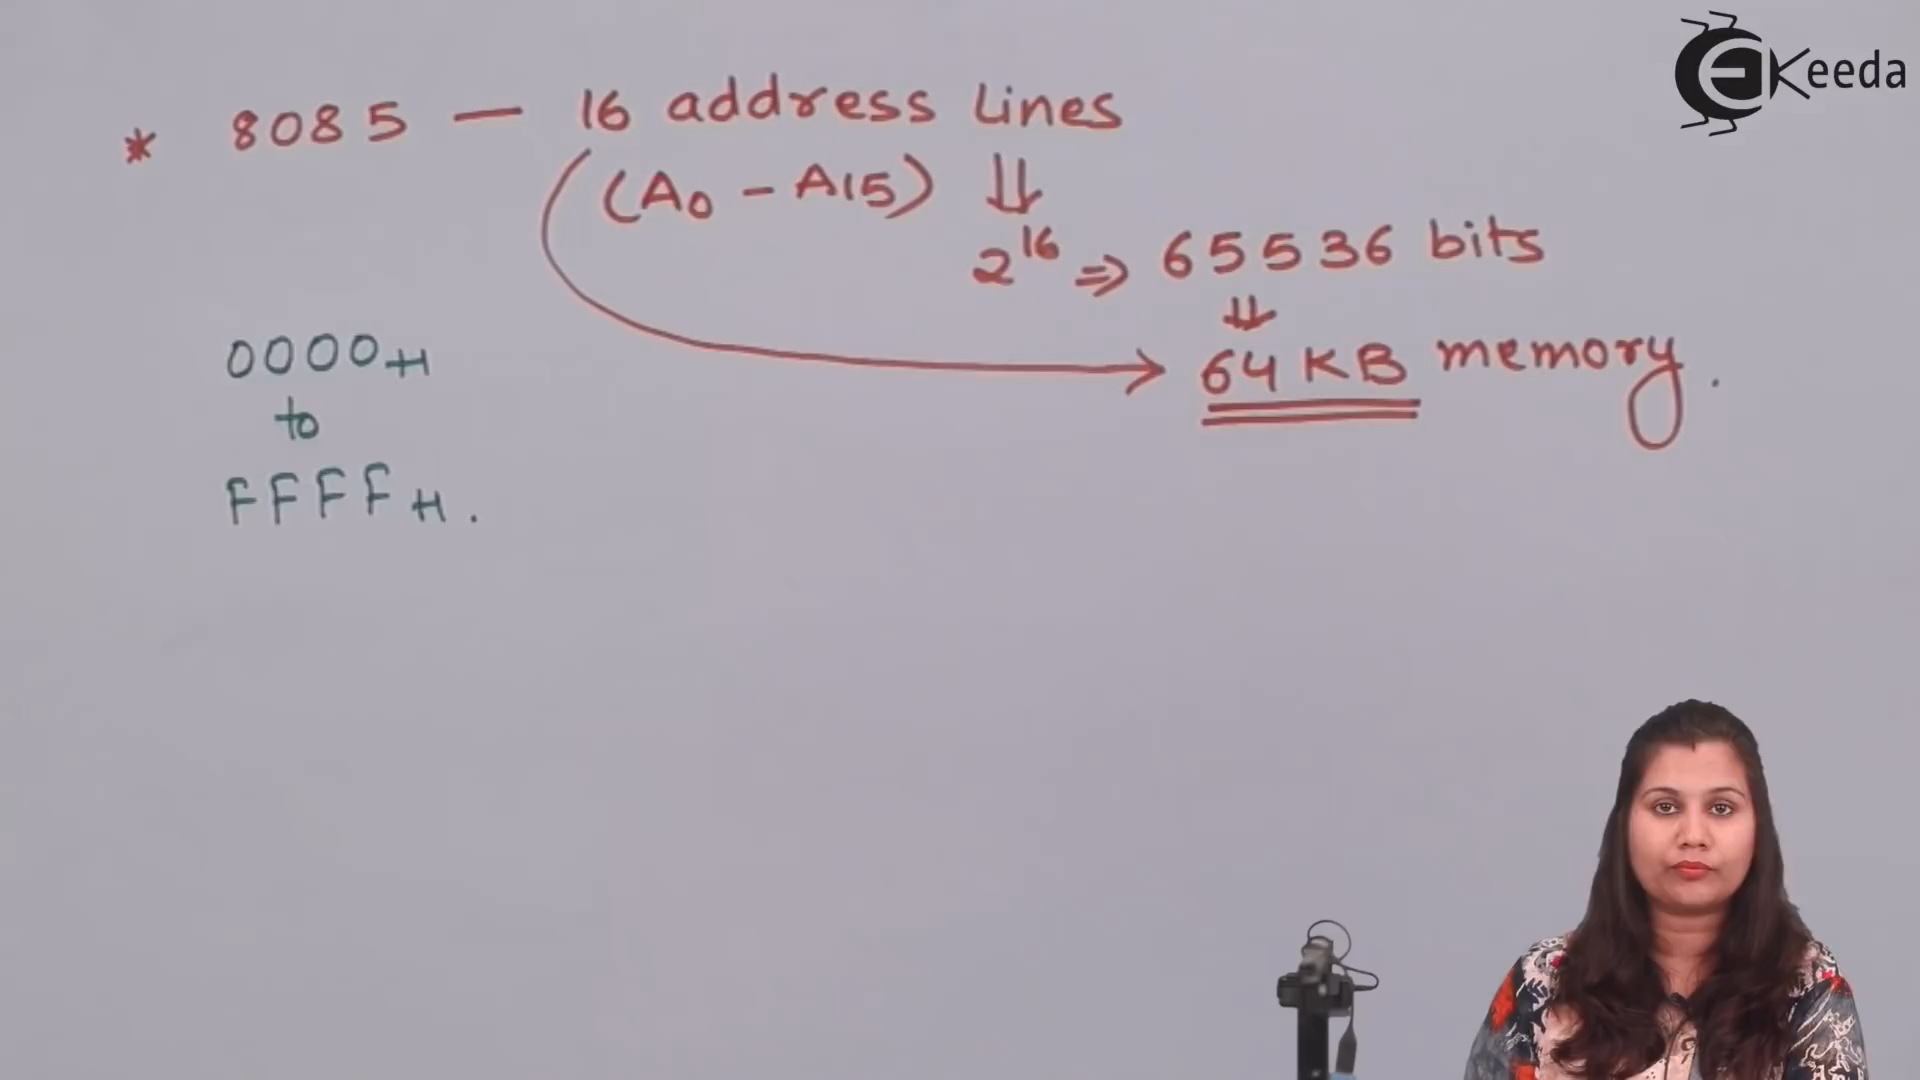 Keeda
* 8085 — 16 address Lines
(A0 - A15) ⇓
2^16 ⇒ 65536 bits
⇓
64 KB memory.
0000H
to
FFFFH.